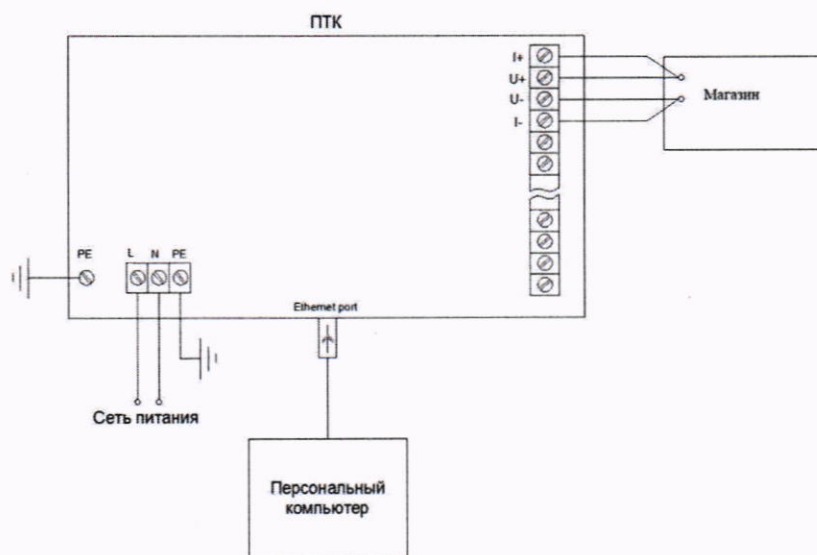 ПТК
I+
U+
U-
I-
Магазин
PE
L N PE
Ethernet port
Сеть питания
Персональный
компьютер